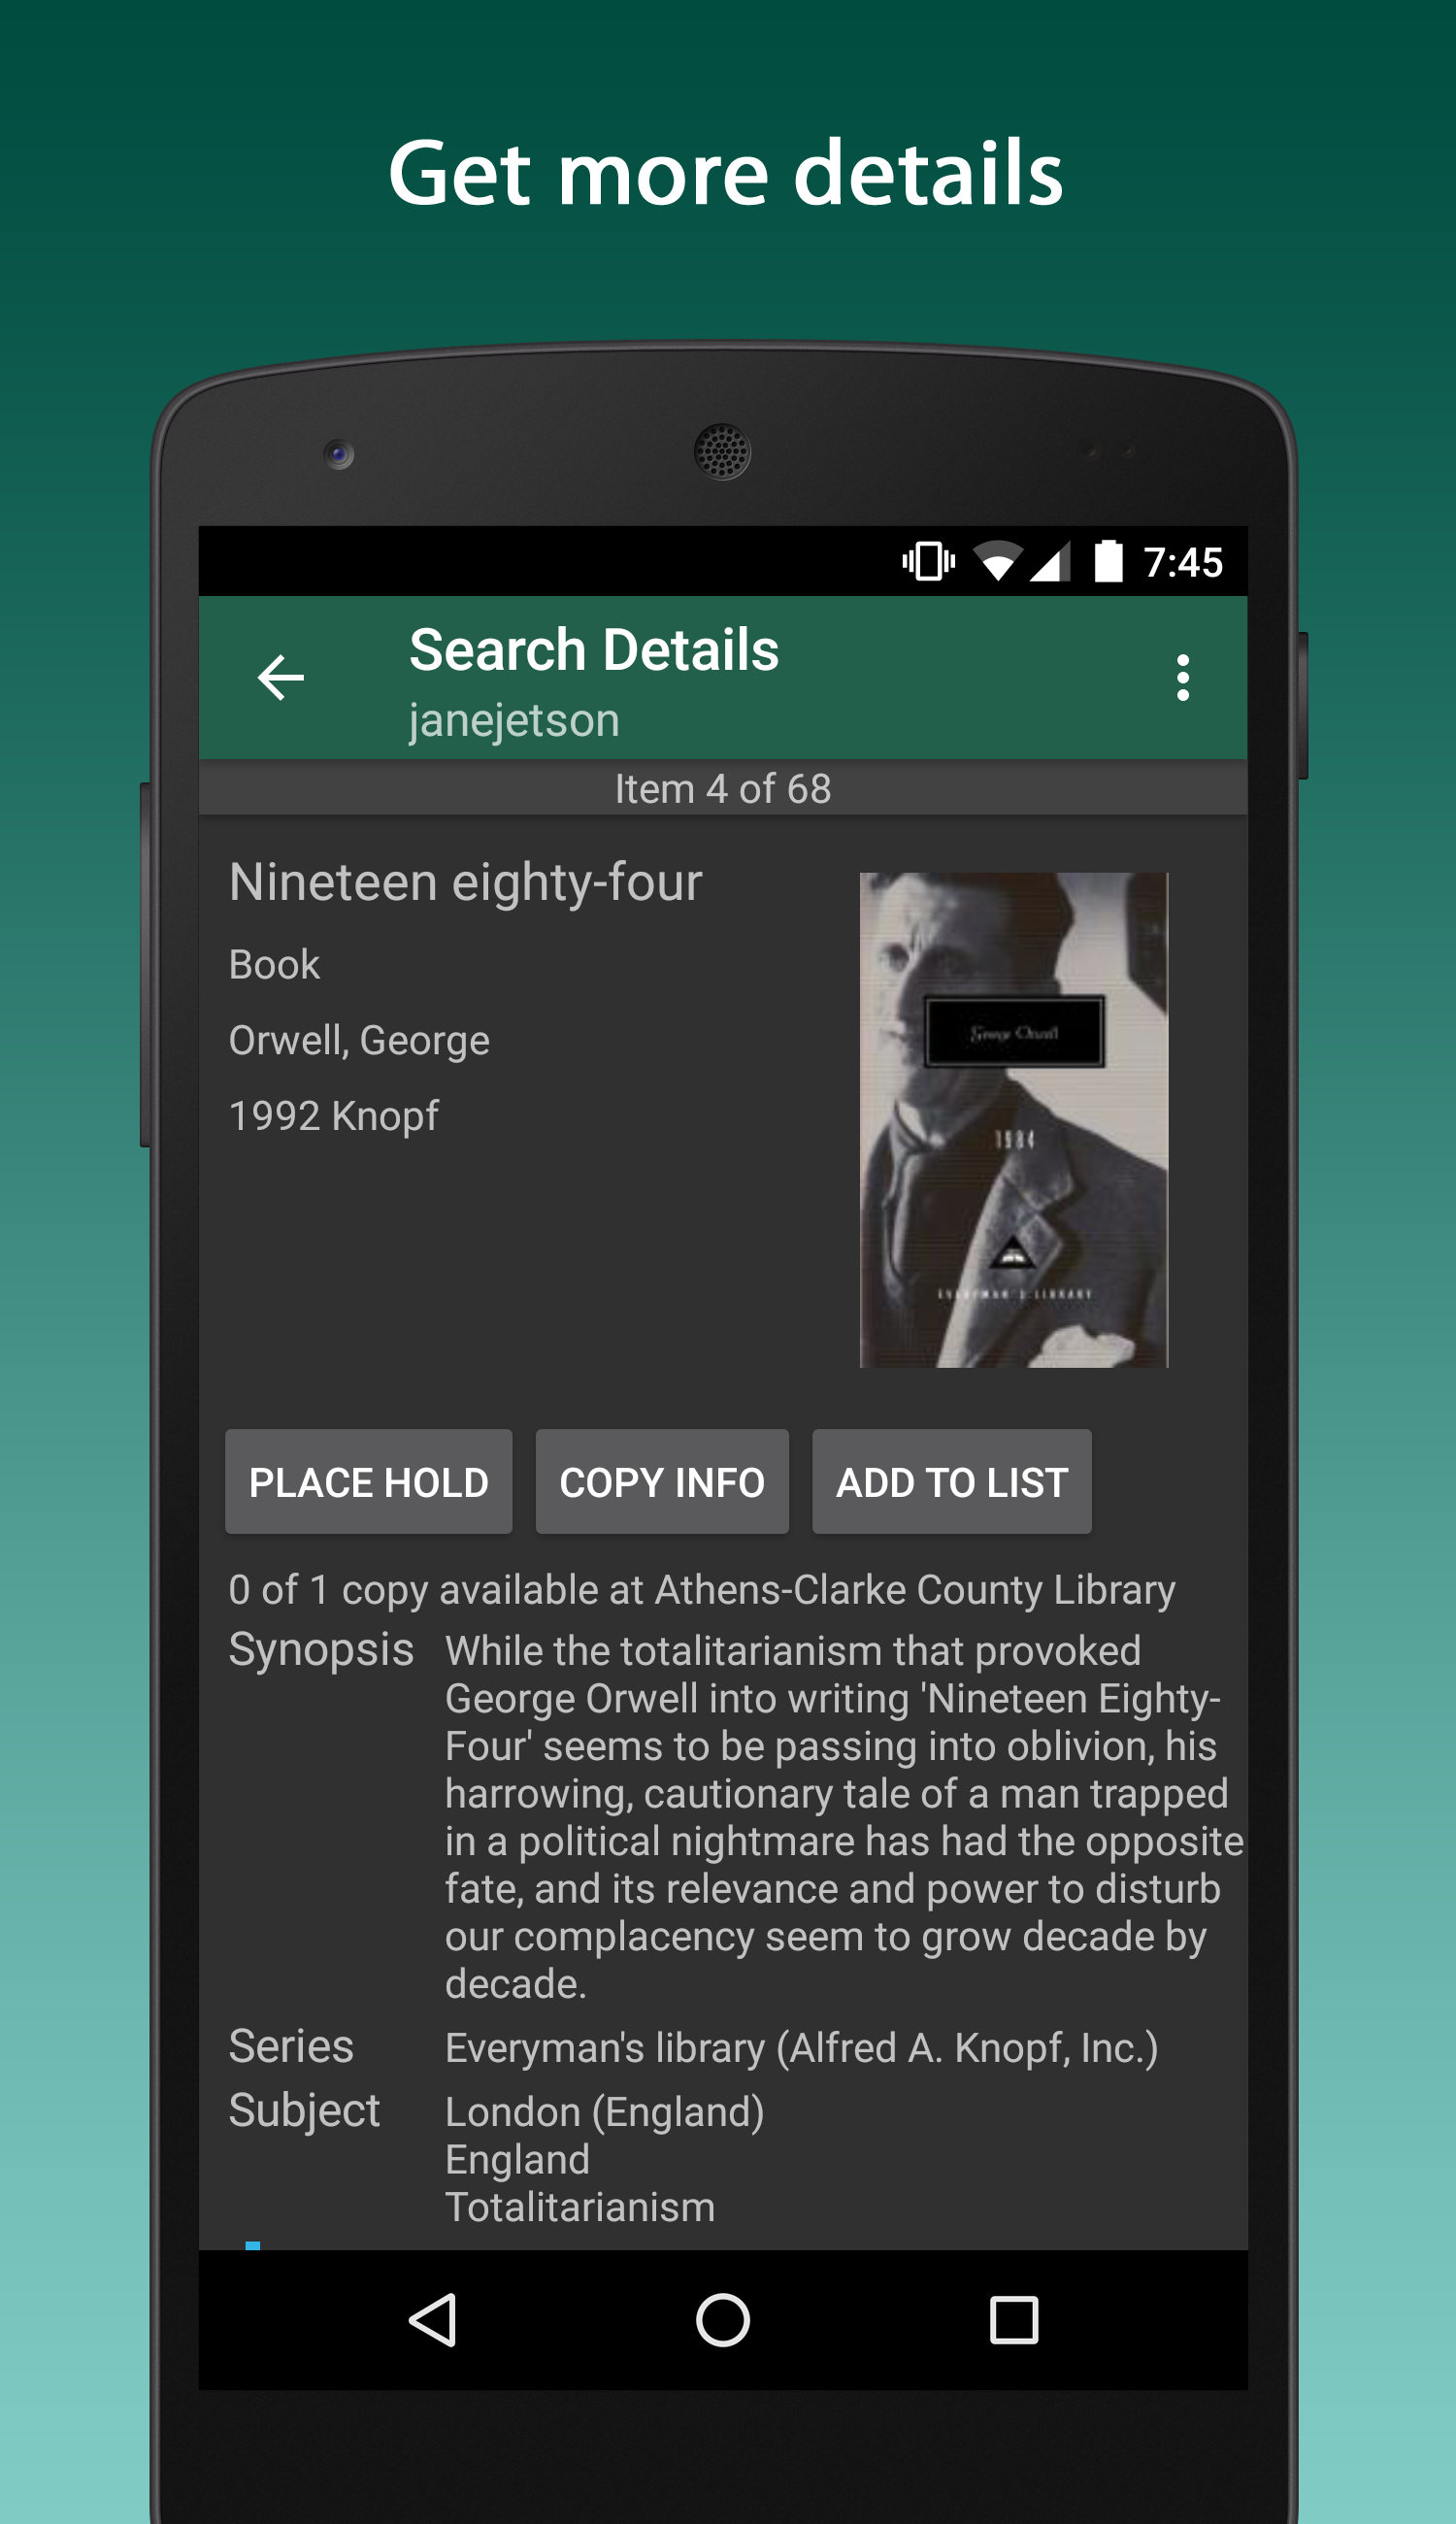 Get more details
7:45
Search Details
janejetson
Item 4 of 68
Nineteen eighty-four
Book
Orwell, George
1992 Knopf
George Orwell
1984
EVERYMAN'S LIBRARY
PLACE HOLD COPY INFO ADD TO LIST
0 of 1 copy available at Athens-Clarke County Library
Synopsis While the totalitarianism that provoked
George Orwell into writing 'Nineteen Eighty-
Four' seems to be passing into oblivion, his
harrowing, cautionary tale of a man trapped
in a political nightmare has had the opposite
fate, and its relevance and power to disturb
our complacency seem to grow decade by
decade.
Series Everyman's library (Alfred A. Knopf, Inc.)
Subject London (England)
England
Totalitarianism